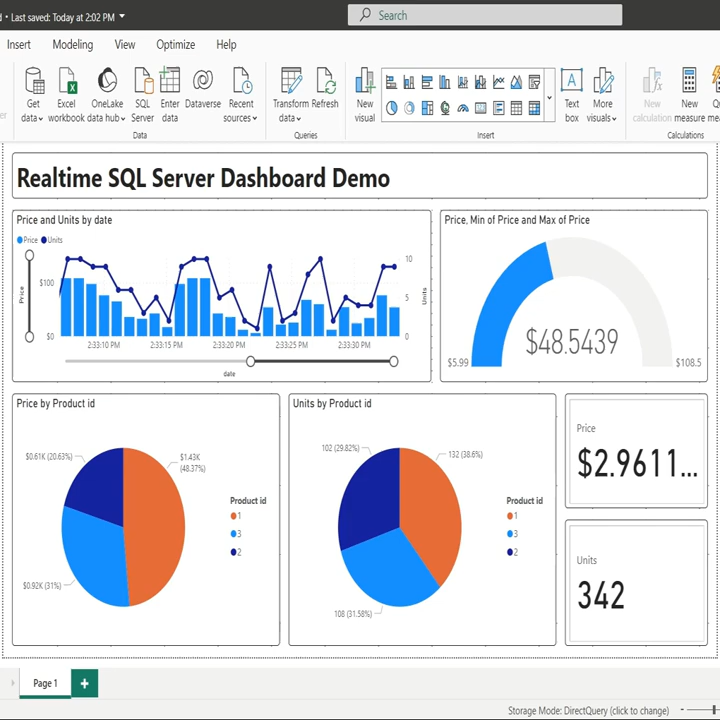 Last saved: Today at 2:02 PM
Search
Insert
Modeling
View
Optimize
Help
Get data
Excel workbook
OneLake data hub
SQL Server
Enter data
Dataverse
Recent sources
Data
Transform data
Refresh
Queries
New visual
Text box
More visuals
Insert
New calculation
New measure
Calculations
Realtime SQL Server Dashboard Demo
Price and Units by date
Price
Units
Price
$100
$0
10
5
0
Units
2:33:10 PM
2:33:15 PM
2:33:20 PM
2:33:25 PM
2:33:30 PM
date
Price, Min of Price and Max of Price
$48.5439
$5.99
$108.5
Price by Product id
$0.61K (20.63%)
$1.43K
(48.37%)
$0.92K (31%)
Product id
1
3
2
Units by Product id
102 (29.82%)
132 (38.6%)
108 (31.58%)
Product id
1
3
2
Price
$2.9611...
Units
342
Page 1
+
Storage Mode: DirectQuery (click to change)